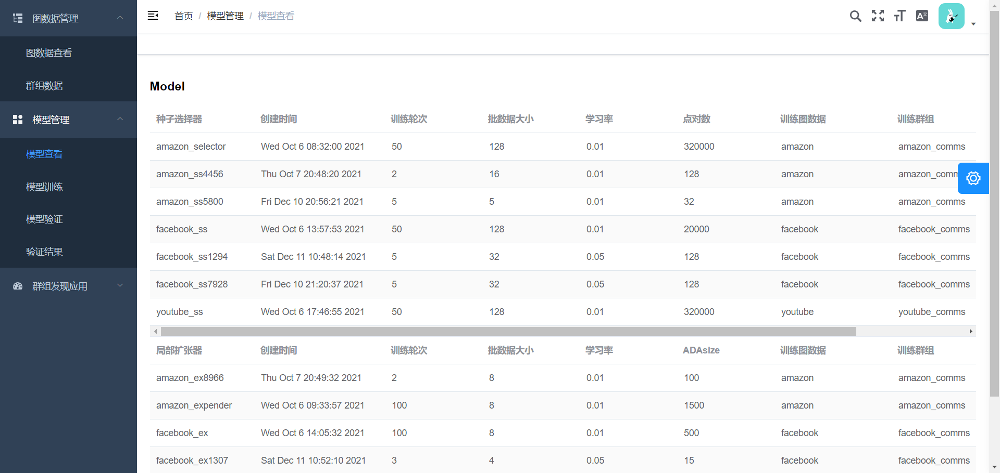 图数据管理
图数据查看
群组数据
模型管理
模型查看
模型训练
模型验证
验证结果
群组发现应用
首页 / 模型管理 / 模型查看
Model
种子选择器 创建时间 训练轮次 批数据大小 学习率 点对数 训练图数据 训练群组
amazon_selector Wed Oct 6 08:32:00 2021 50 128 0.01 320000 amazon amazon_comms
amazon_ss4456 Thu Oct 7 20:48:20 2021 2 16 0.01 128 amazon amazon_comm
amazon_ss5800 Fri Dec 10 20:56:21 2021 5 5 0.01 32 amazon amazon_comms
facebook_ss Wed Oct 6 13:57:53 2021 50 128 0.01 20000 facebook facebook_comms
facebook_ss1294 Sat Dec 11 10:48:14 2021 5 32 0.05 128 facebook facebook_comms
facebook_ss7928 Fri Dec 10 21:20:37 2021 5 32 0.05 128 facebook facebook_comms
youtube_ss Wed Oct 6 17:46:55 2021 50 128 0.01 320000 youtube youtube_comms
局部扩张器 创建时间 训练轮次 批数据大小 学习率 ADAsize 训练图数据 训练群组
amazon_ex8966 Thu Oct 7 20:49:32 2021 2 8 0.01 100 amazon amazon_comms
amazon_expender Wed Oct 6 09:33:57 2021 100 8 0.01 1500 amazon amazon_comms
facebook_ex Wed Oct 6 14:05:32 2021 100 8 0.01 500 facebook facebook_comms
facebook_ex1307 Sat Dec 11 10:52:10 2021 3 4 0.05 15 facebook facebook_comms